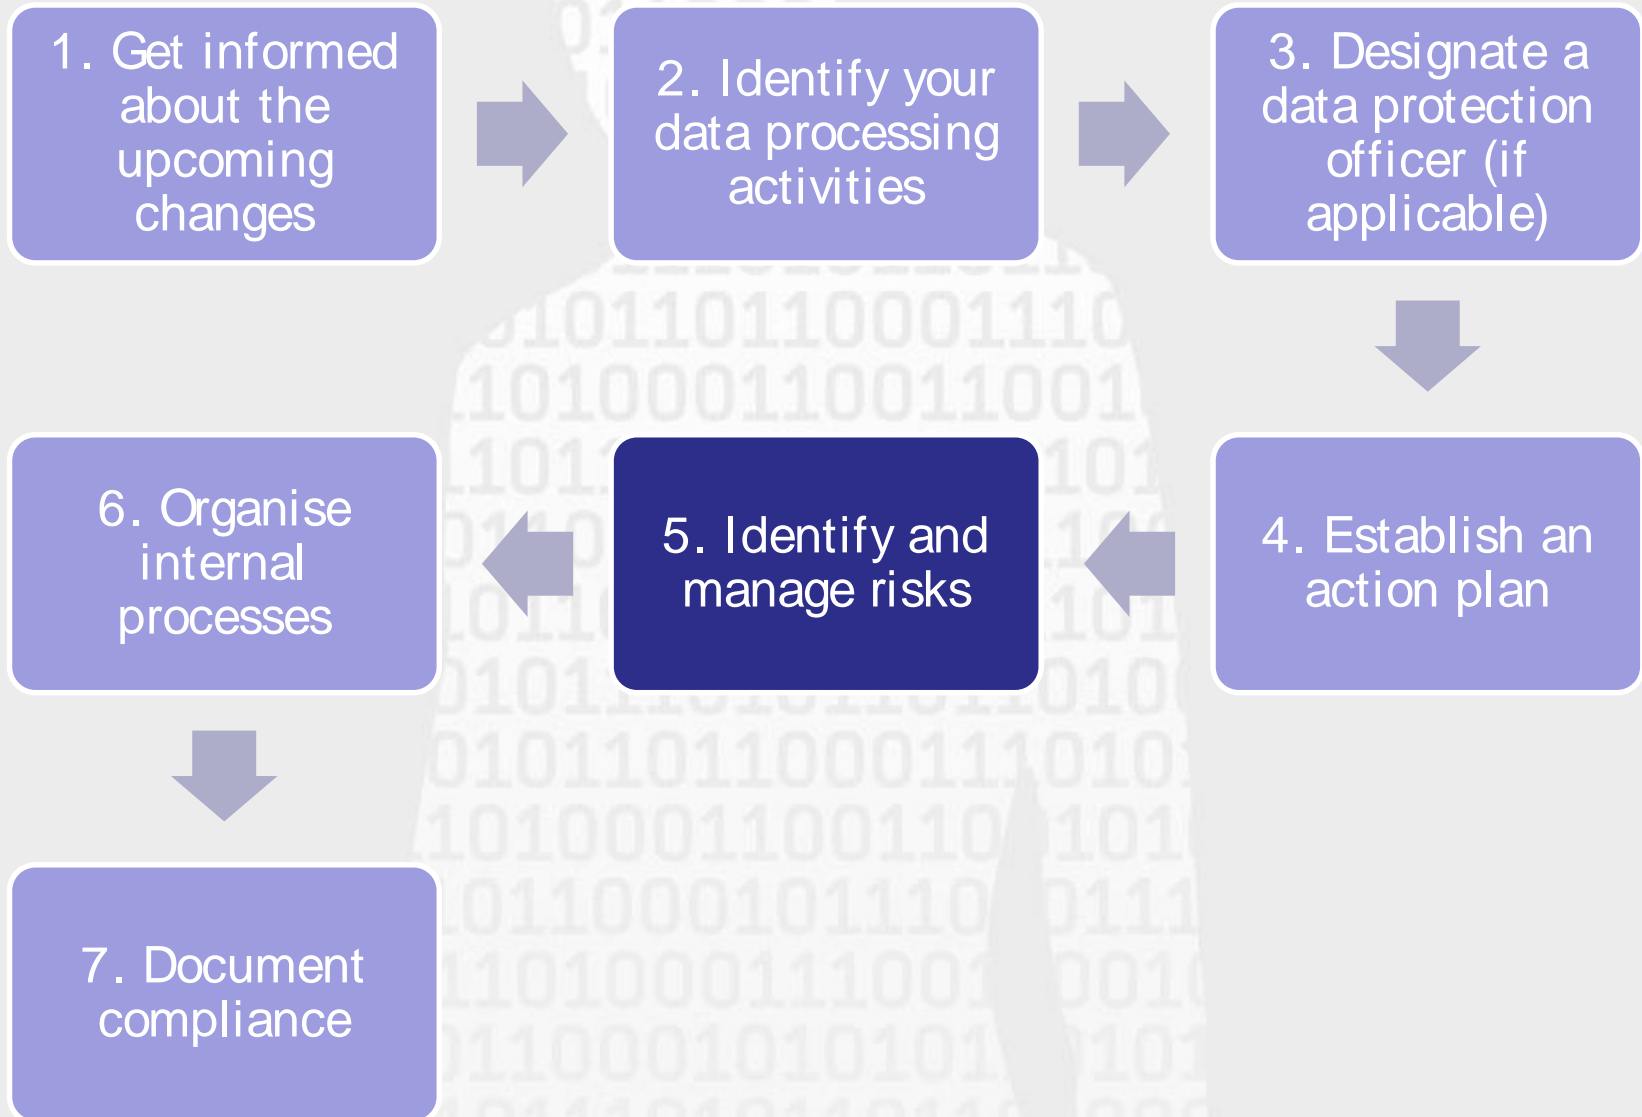 1. Get informed
about the
upcoming
changes
2. Identify your
data processing
activities
3. Designate a
data protection
officer (if
applicable)
4. Establish an
action plan
5. Identify and
manage risks
6. Organise
internal
processes
7. Document
compliance